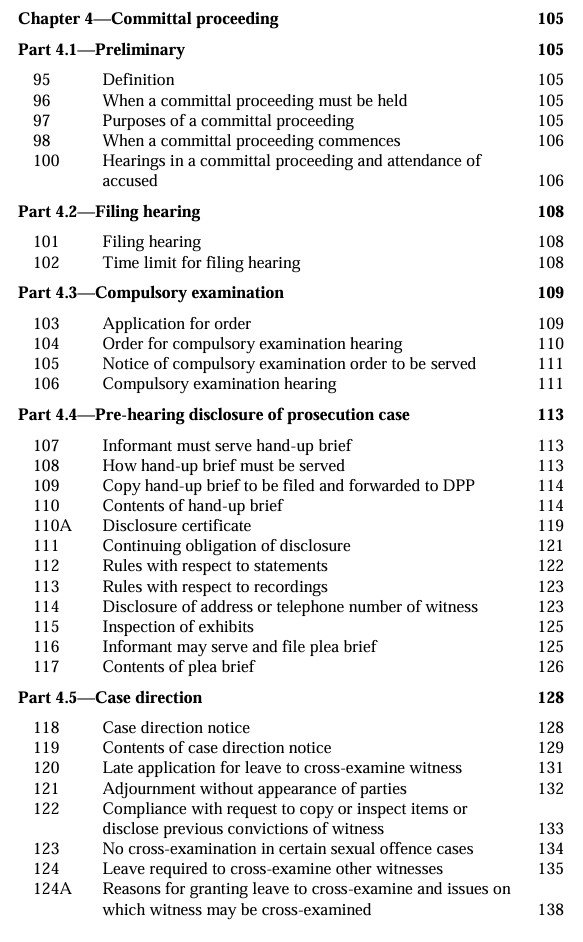 Chapter 4—Committal proceeding 105
Part 4.1—Preliminary 105
95 Definition 105
96 When a committal proceeding must be held 105
97 Purposes of a committal proceeding 105
98 When a committal proceeding commences 106
100 Hearings in a committal proceeding and attendance of
accused 106
Part 4.2—Filing hearing 108
101 Filing hearing 108
102 Time limit for filing hearing 108
Part 4.3—Compulsory examination 109
103 Application for order 109
104 Order for compulsory examination hearing 110
105 Notice of compulsory examination order to be served 111
106 Compulsory examination hearing 111
Part 4.4—Pre-hearing disclosure of prosecution case 113
107 Informant must serve hand-up brief 113
108 How hand-up brief must be served 113
109 Copy hand-up brief to be filed and forwarded to DPP 114
110 Contents of hand-up brief 114
110A Disclosure certificate 119
111 Continuing obligation of disclosure 121
112 Rules with respect to statements 122
113 Rules with respect to recordings 123
114 Disclosure of address or telephone number of witness 123
115 Inspection of exhibits 125
116 Informant may serve and file plea brief 125
117 Contents of plea brief 126
Part 4.5—Case direction 128
118 Case direction notice 128
119 Contents of case direction notice 129
120 Late application for leave to cross-examine witness 131
121 Adjournment without appearance of parties 132
122 Compliance with request to copy or inspect items or
disclose previous convictions of witness 133
123 No cross-examination in certain sexual offence cases 134
124 Leave required to cross-examine other witnesses 135
124A Reasons for granting leave to cross-examine and issues on
which witness may be cross-examined 138